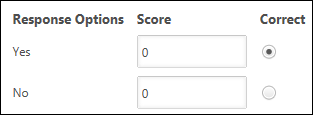 Response Options Score Correct
Yes 0
No 0